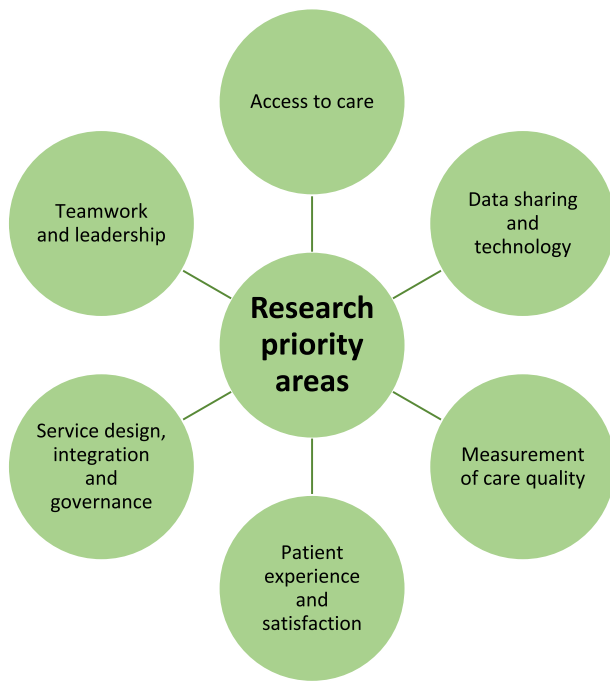 Access to care
Data sharing
and
technology
Measurement
of care quality
Patient
experience
and
satisfaction
Service design,
integration
and
governance
Teamwork
and leadership
Research
priority
areas